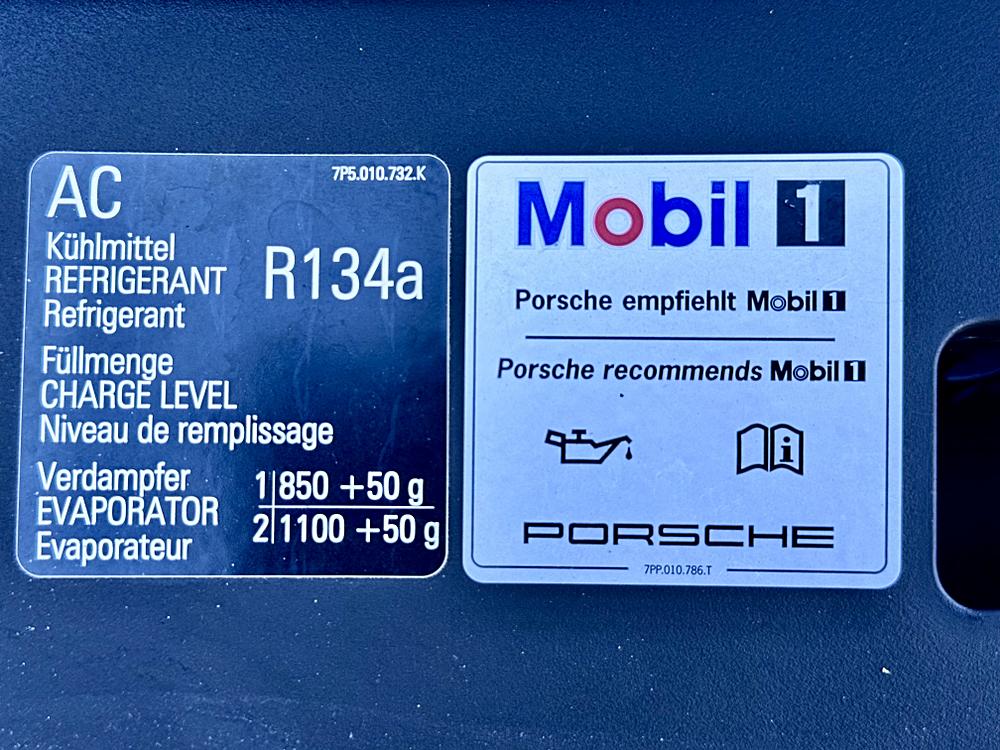 AC
7P5.010.732.K
Kühlmittel
REFRIGERANT
Refrigerant
R134a
Füllmenge
CHARGE LEVEL
Niveau de remplissage
Verdampfer
EVAPORATOR
Evaporateur
1|850 +50 g
2|1100 +50 g
Mobil 1
Porsche empfiehlt Mobil 1
Porsche recommends Mobil 1
i
PORSCHE
7PP.010.786.T